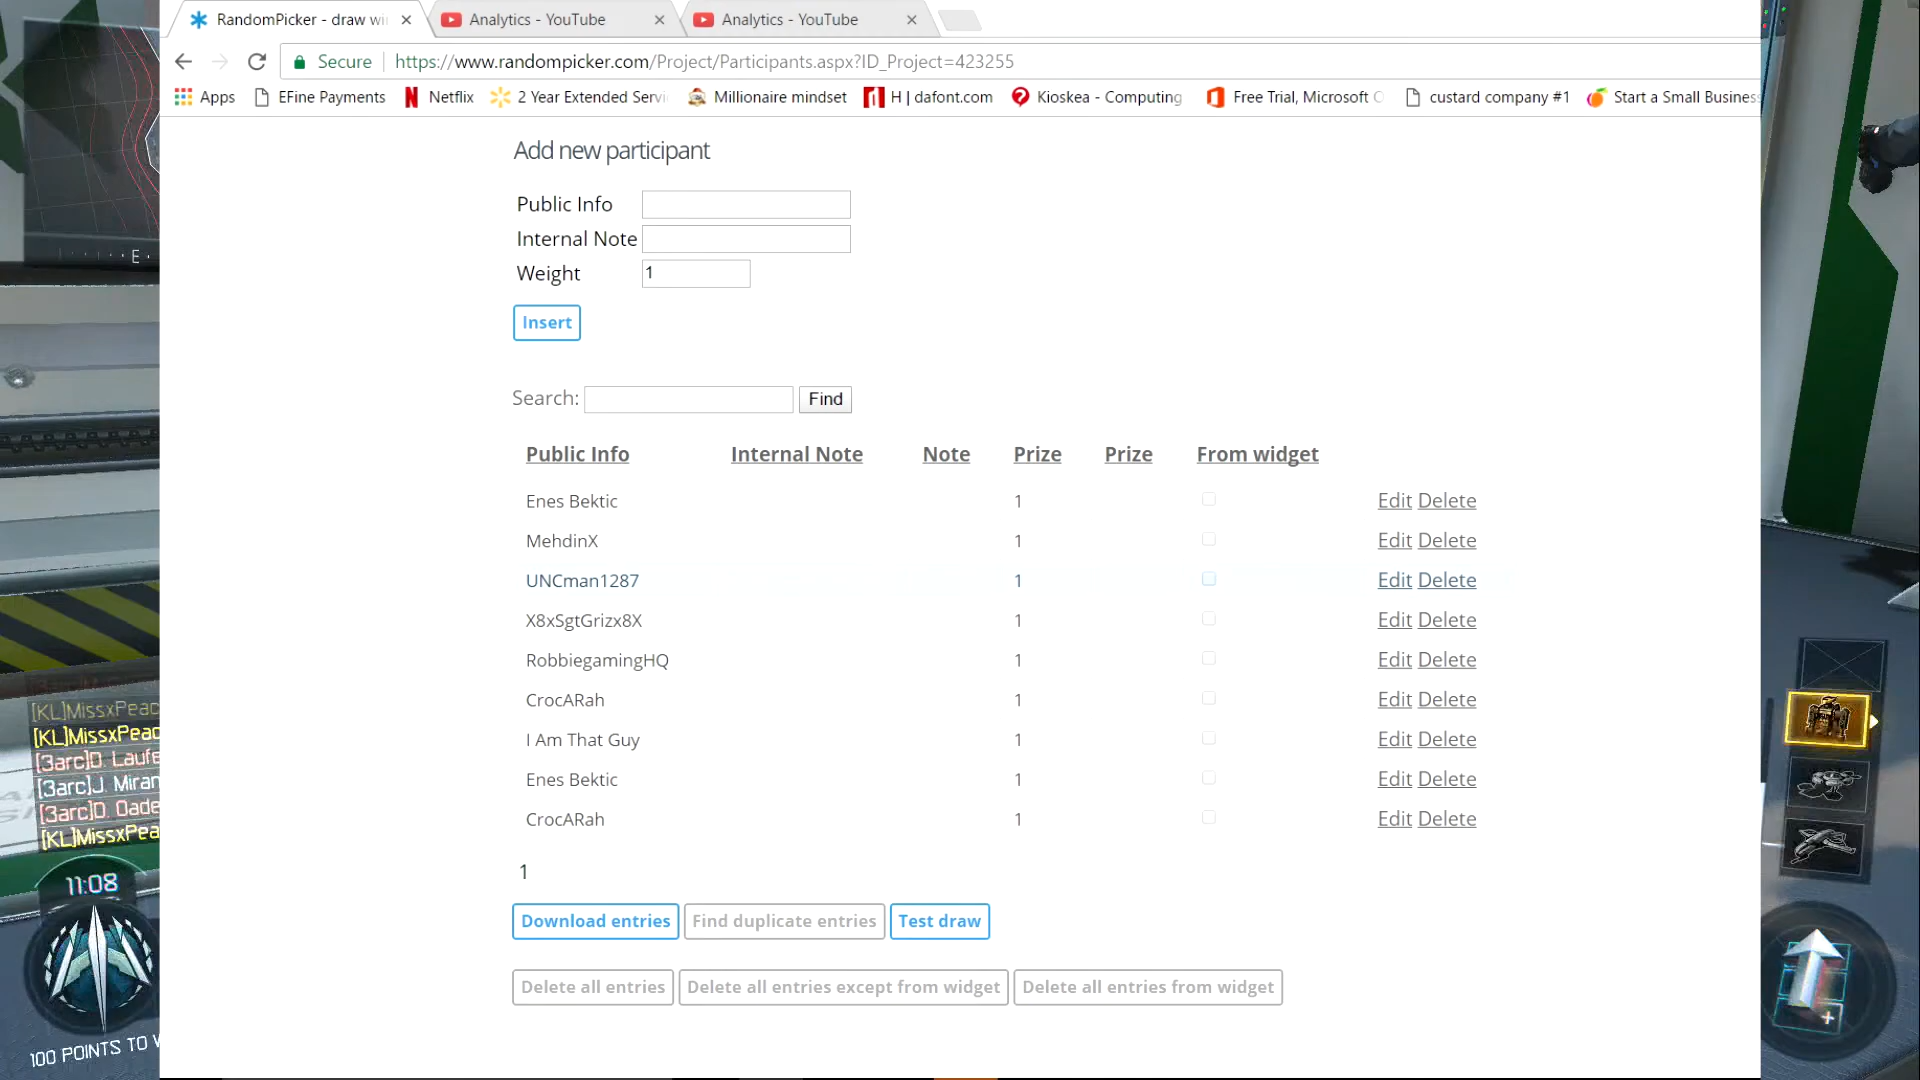 RandomPicker - draw wi
Analytics - YouTube
Analytics - YouTube
Secure
https://www.randompicker.com/Project/Participants.aspx?ID_Project=423255
Apps
EFine Payments
Netflix
2 Year Extended Servi
Millionaire mindset
H | dafont.com
Kioskea - Computing
Free Trial, Microsoft O
custard company #1
Start a Small Business
Add new participant
Public Info
Internal Note
Weight 1
Insert
Search: Find
Public Info Internal Note Note Prize Prize From widget
Enes Bektic 1 Edit Delete
MehdinX 1 Edit Delete
UNCman1287 1 Edit Delete
X8xSgtGrizx8X 1 Edit Delete
RobbiegamingHQ 1 Edit Delete
CrocARah 1 Edit Delete
I Am That Guy 1 Edit Delete
Enes Bektic 1 Edit Delete
CrocARah 1 Edit Delete
1
Download entries Find duplicate entries Test draw
Delete all entries Delete all entries except from widget Delete all entries from widget
E
[KL]MissxPeac
[KL]MissxPeac
[3arc]D. Laufe
[3arc]J. Miran
[3arc]D. Oade
[KL]MissxPea
11:08
100 POINTS TO